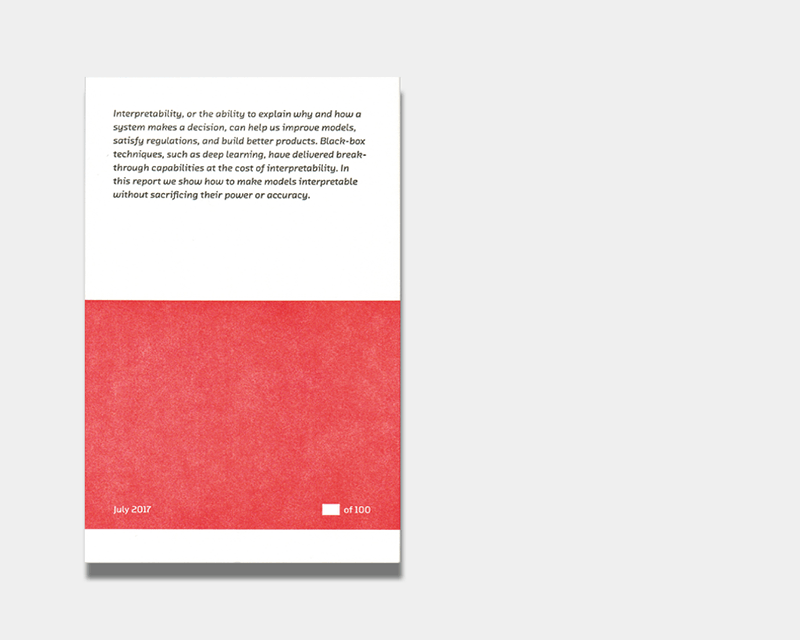 Interpretability, or the ability to explain why and how a
system makes a decision, can help us improve models,
satisfy regulations, and build better products. Black-box
techniques, such as deep learning, have delivered break-
through capabilities at the cost of interpretability. In
this report we show how to make models interpretable
without sacrificing their power or accuracy.
July 2017
of 100